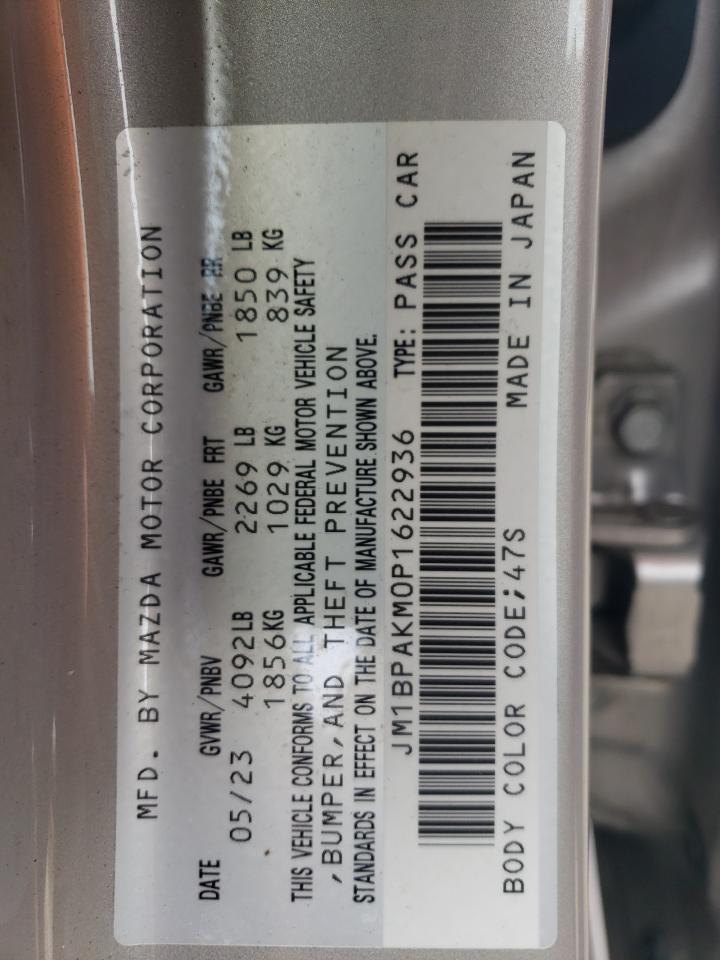 MFD. BY MAZDA MOTOR CORPORATION
DATE GVWR/PNBV GAWR/PNBE FRT GAWR/PNBE RR
05/23 4092LB 2269 LB 1850 LB
1856KG 1029 KG 839 KG
THIS VEHICLE CONFORMS TO ALL APPLICABLE FEDERAL MOTOR VEHICLE SAFETY
,BUMPER,AND THEFT PREVENTION
STANDARDS IN EFFECT ON THE DATE OF MANUFACTURE SHOWN ABOVE.
JM1BPAKM0P1622936 TYPE: PASS CAR
BODY COLOR CODE;47S MADE IN JAPAN